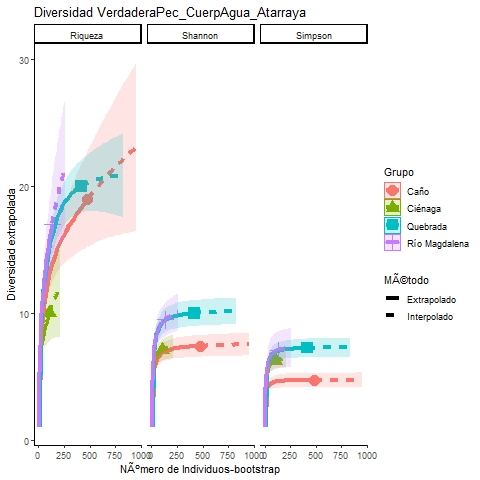 Diversidad VerdaderaPec_CuerpAgua_Atarraya
Riqueza
Shannon
Simpson
Diversidad extrapolada
30
20
10
0
0 250 500 750 1000
0 250 500 750 1000
0 250 500 750 1000
NÃºmero de Individuos-bootstrap
Grupo
Caño
Ciénaga
Quebrada
Río Magdalena
MÃ©todo
Extrapolado
Interpolado